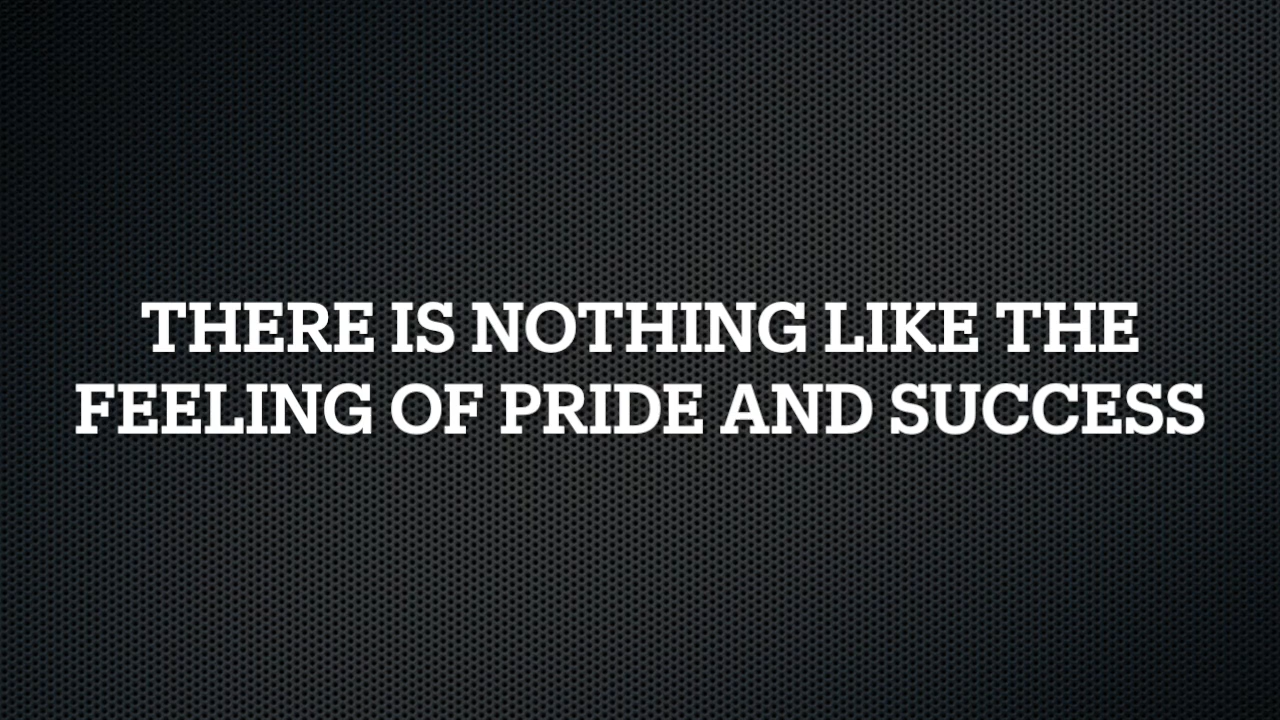 THERE IS NOTHING LIKE THE
FEELING OF PRIDE AND SUCCESS